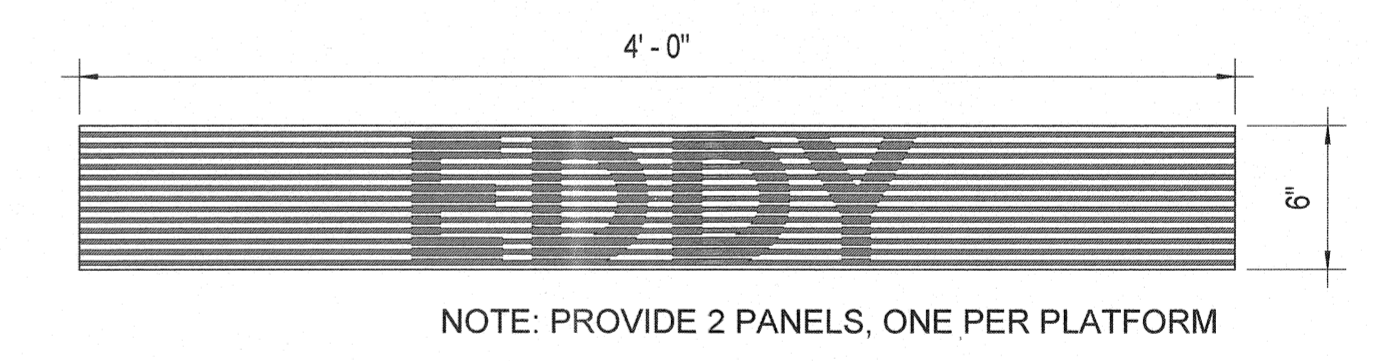 4' - 0"
EDDY
6"
NOTE: PROVIDE 2 PANELS, ONE PER PLATFORM